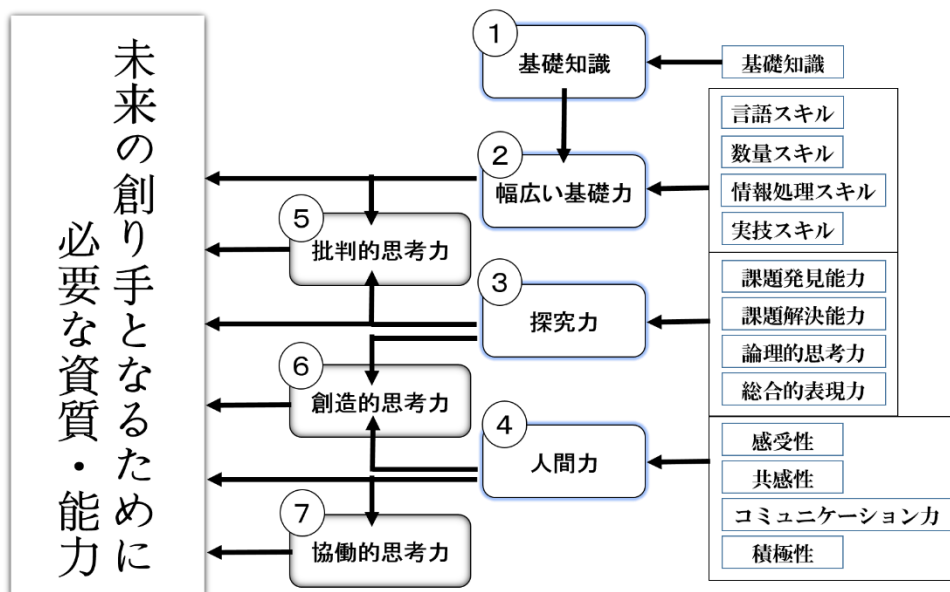 未来の創り手となるために
必要な資質・能力
①
基礎知識
基礎知識
②
幅広い基礎力
言語スキル
数量スキル
情報処理スキル
実技スキル
⑤
批判的思考力
③
探究力
課題発見能力
課題解決能力
論理的思考力
総合的表現力
⑥
創造的思考力
④
人間力
感受性
共感性
コミュニケーション力
積極性
⑦
協働的思考力